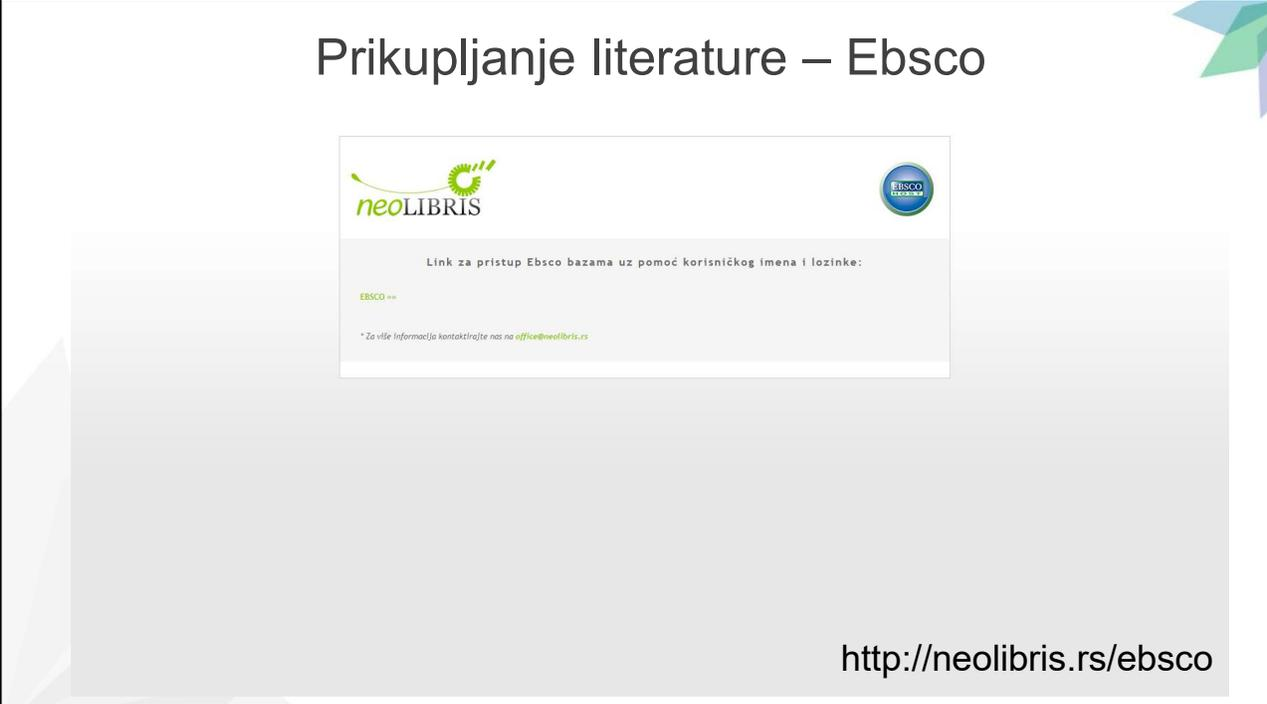 Prikupljanje literature – Ebsco
neoLIBRIS
EBSCO
HOST
Link za pristup Ebsco bazama uz pomoć korisničkog imena i lozinke:
EBSCO »»
* Za više informacija kontaktirajte nas na office@neolibris.rs
http://neolibris.rs/ebsco